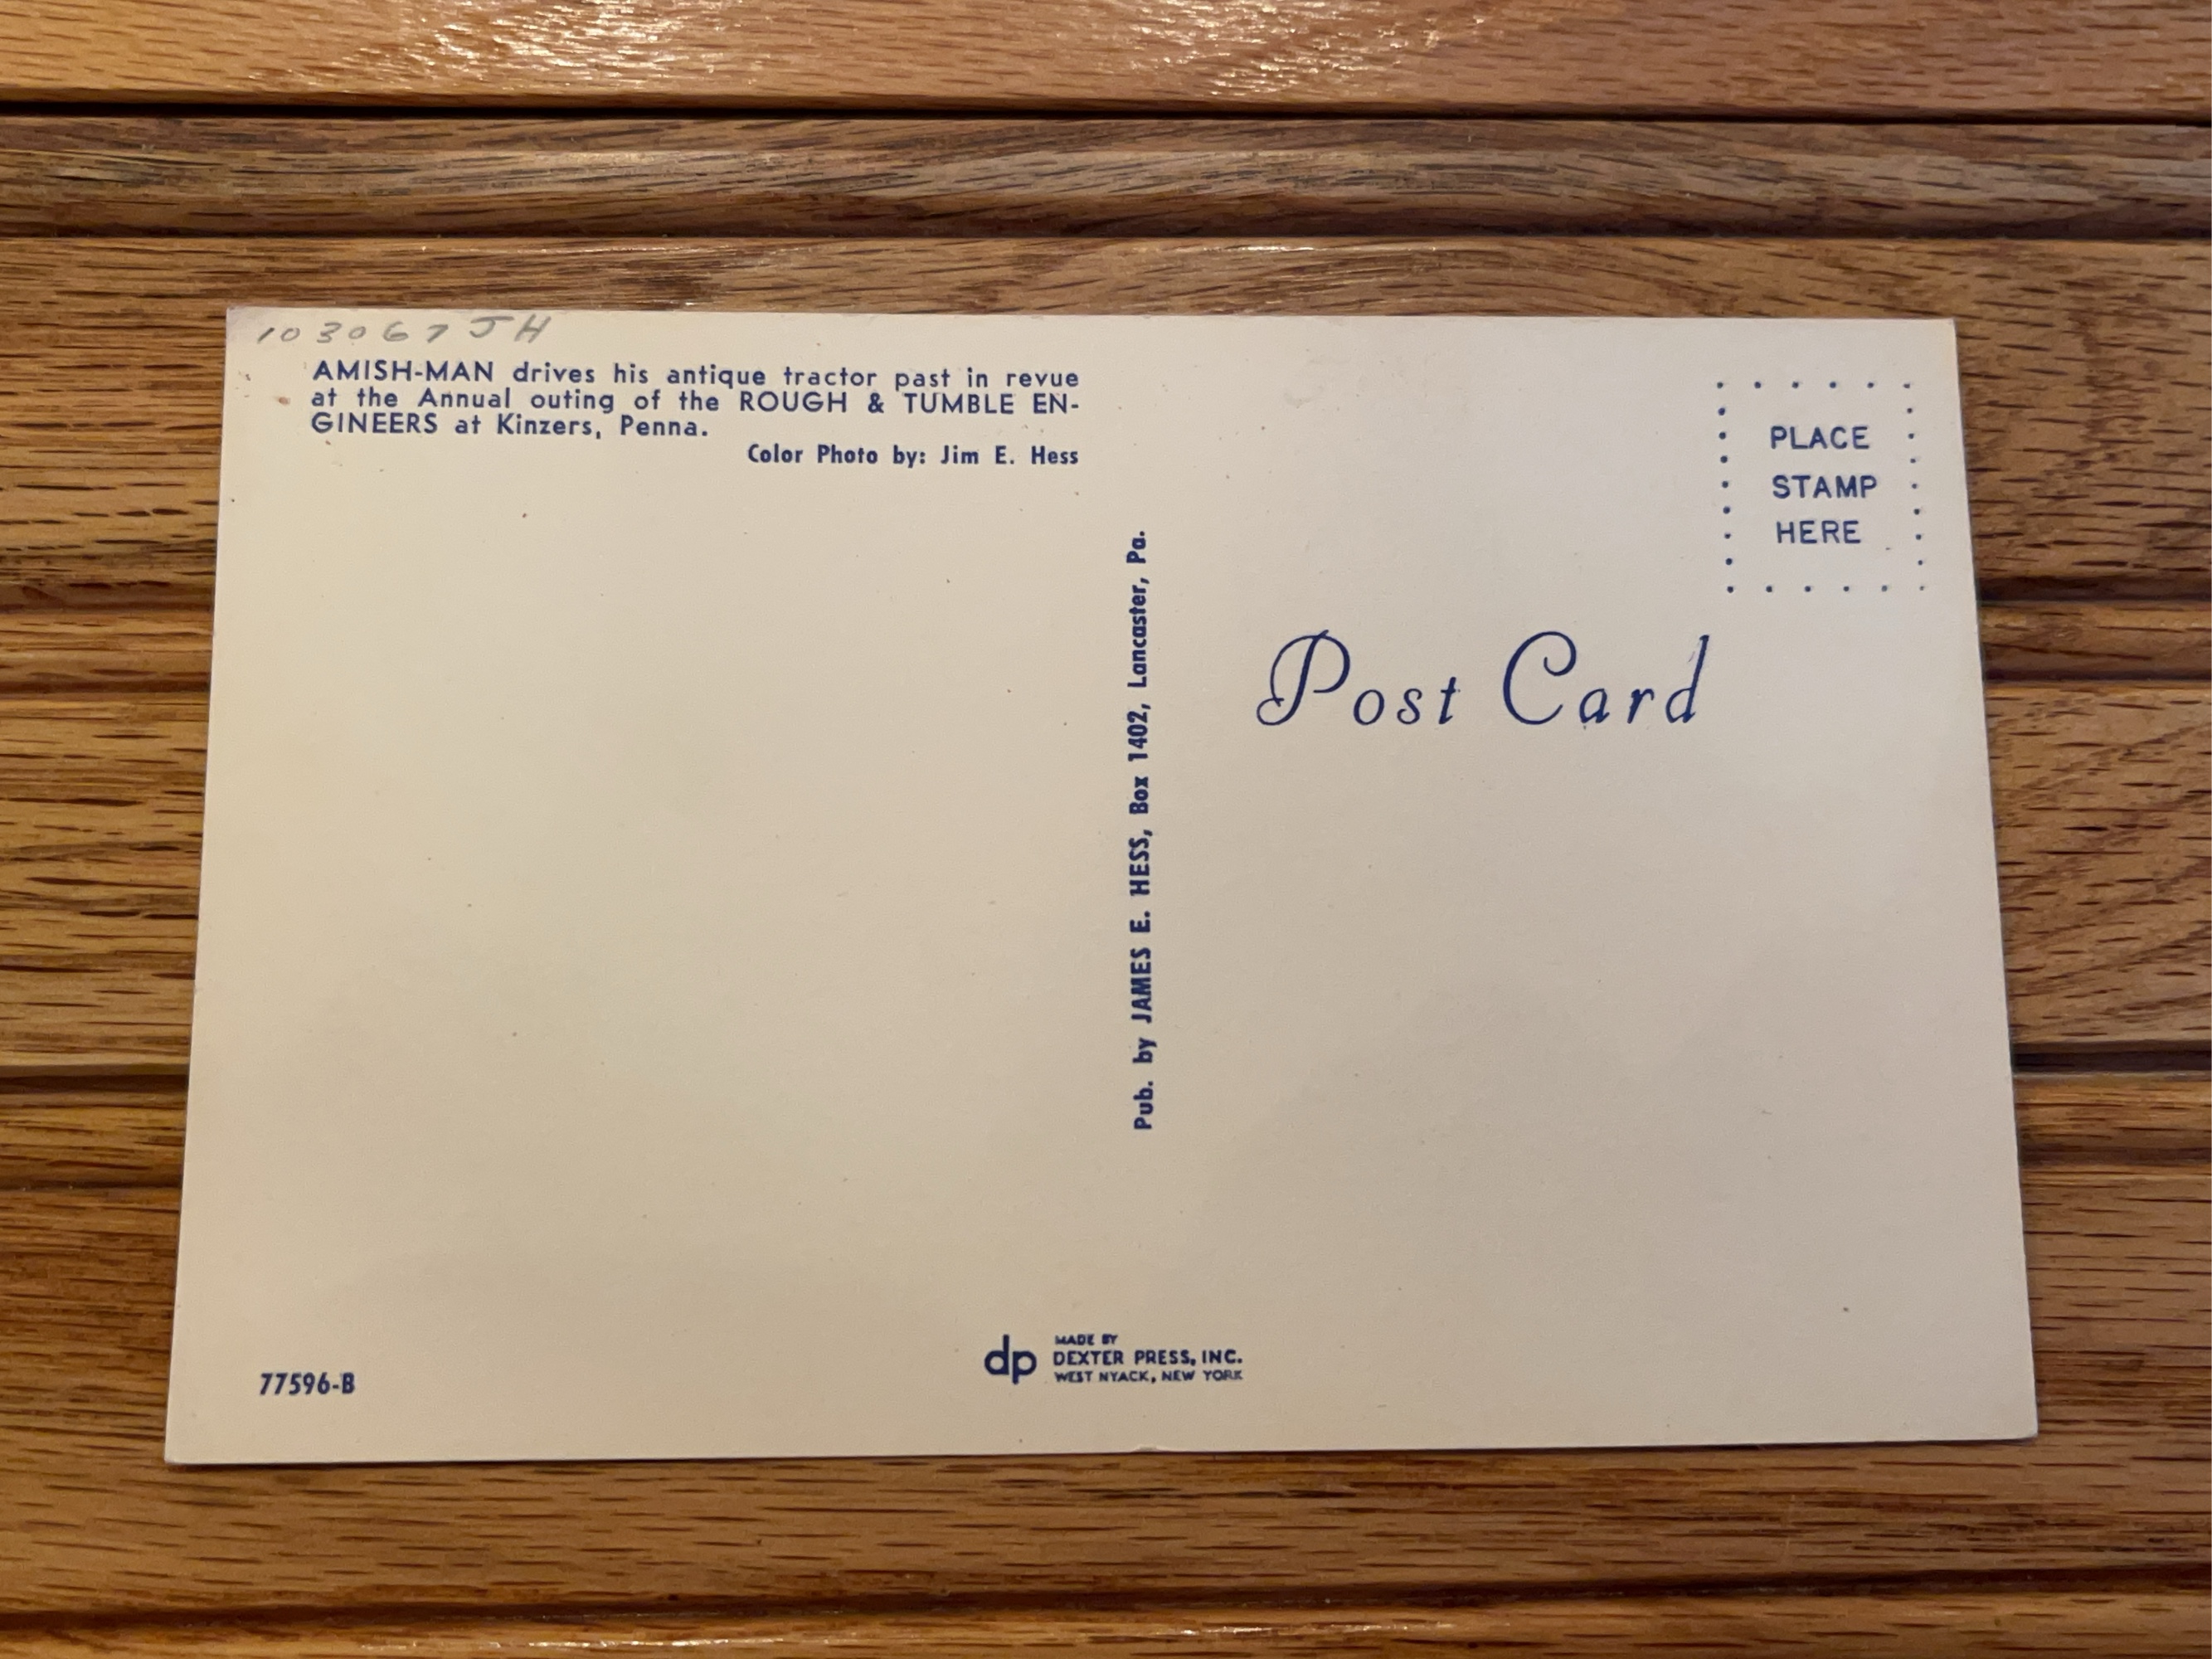 103067 JH
AMISH-MAN drives his antique tractor past in revue
at the Annual outing of the ROUGH & TUMBLE EN-
GINEERS at Kinzers, Penna.
Color Photo by: Jim E. Hess
Pub. by JAMES E. HESS, Box 1402, Lancaster, Pa.
PLACE
STAMP
HERE
Post Card
77596-B
dp
MADE BY
DEXTER PRESS, INC.
WEST NYACK, NEW YORK